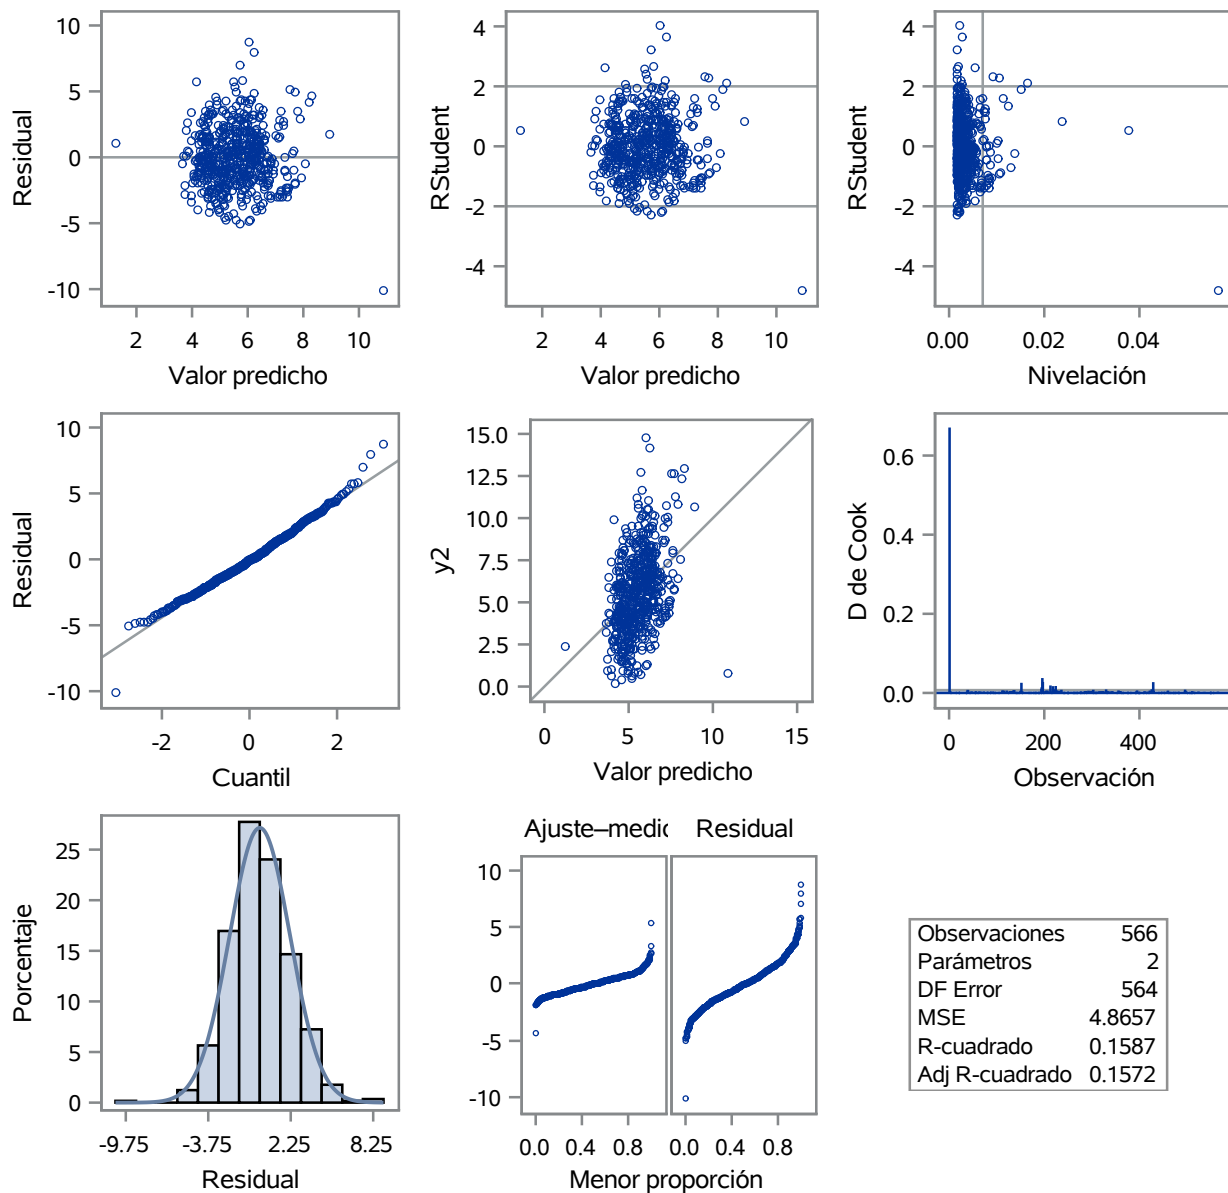 Residual
10
5
0
-5
-10
2 4 6 8 10
Valor predicho
RStudent
4
2
0
-2
-4
2 4 6 8 10
Valor predicho
RStudent
4
2
0
-2
-4
0.00 0.02 0.04
Nivelación
Residual
10
5
0
-5
-10
-2 0 2
Cuantil
y2
15.0
12.5
10.0
7.5
5.0
2.5
0.0
0 5 10 15
Valor predicho
D de Cook
0.6
0.4
0.2
0.0
0 200 400
Observación
Porcentaje
25
20
15
10
5
0
-9.75 -3.75 2.25 8.25
Residual
Ajuste–medic Residual
10
5
0
-5
-10
0.0 0.4 0.8 0.0 0.4 0.8
Menor proporción
Observaciones 566
Parámetros 2
DF Error 564
MSE 4.8657
R-cuadrado 0.1587
Adj R-cuadrado 0.1572